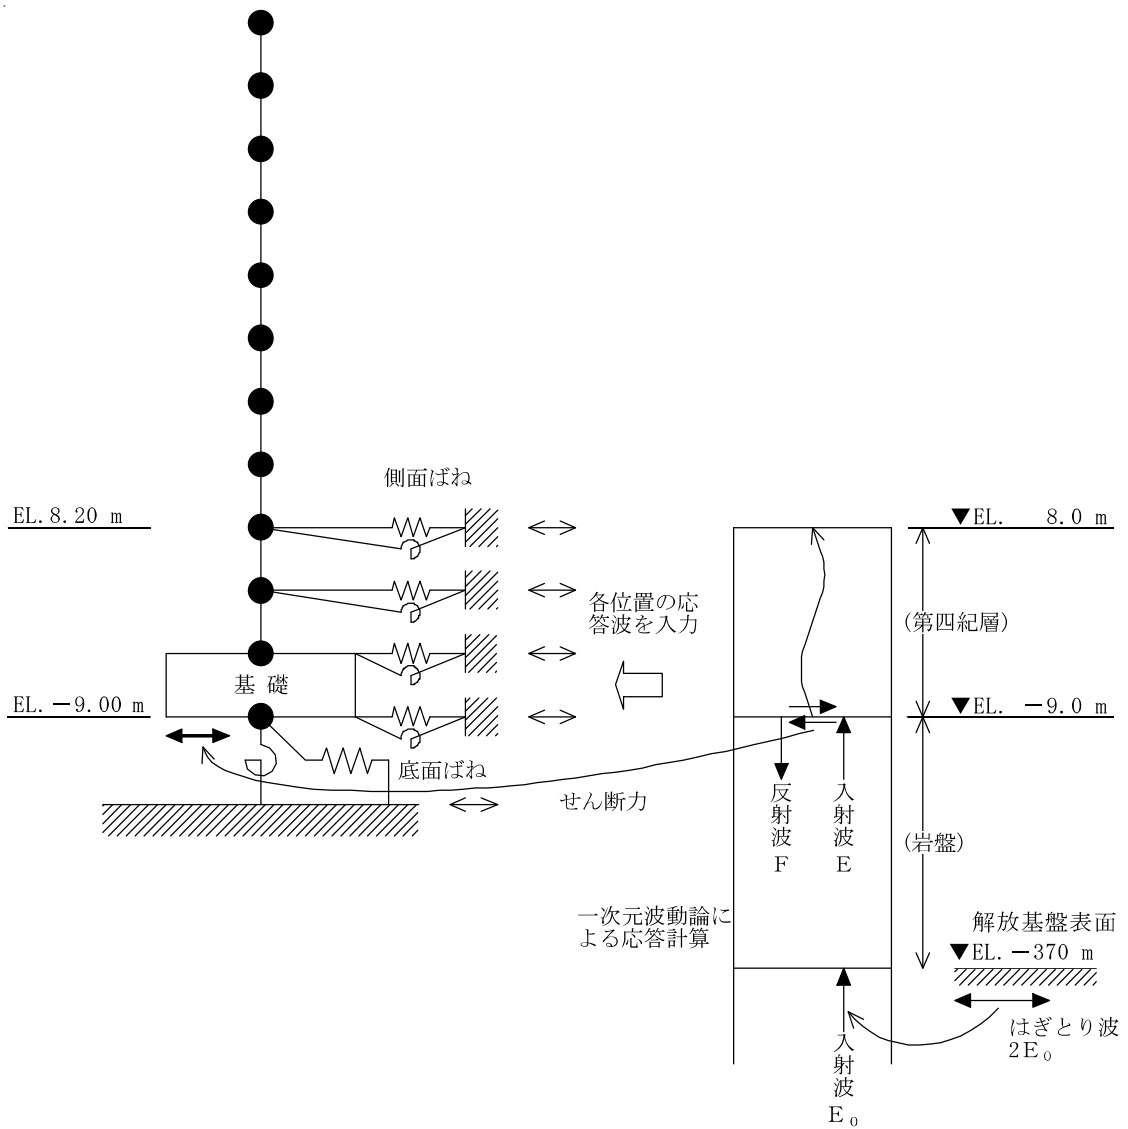 側面ばね
EL.8.20 m
EL.－9.00 m
基 礎
底面ばね
せん断力
各位置の応
答波を入力
▼EL. 8.0 m
(第四紀層)
▼EL. －9.0 m
反射波F
入射波E
(岩盤)
一次元波動論に
よる応答計算
解放基盤表面
▼EL.－370 m
はぎとり波
2E₀
入射波E₀